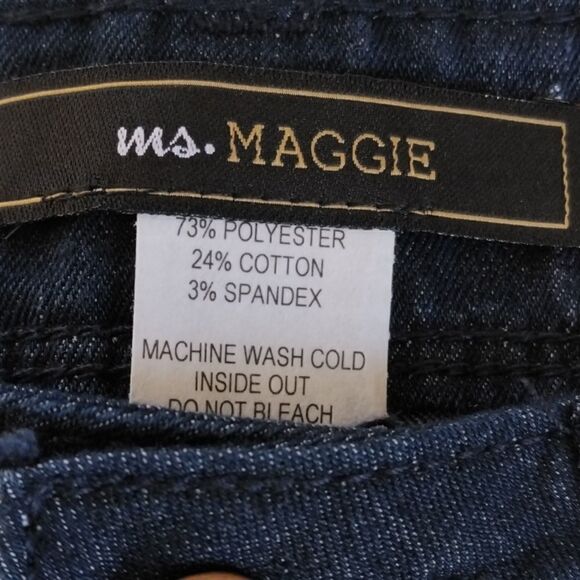 ms. MAGGIE
73% POLYESTER
24% COTTON
3% SPANDEX
MACHINE WASH COLD
INSIDE OUT
DO NOT BLEACH